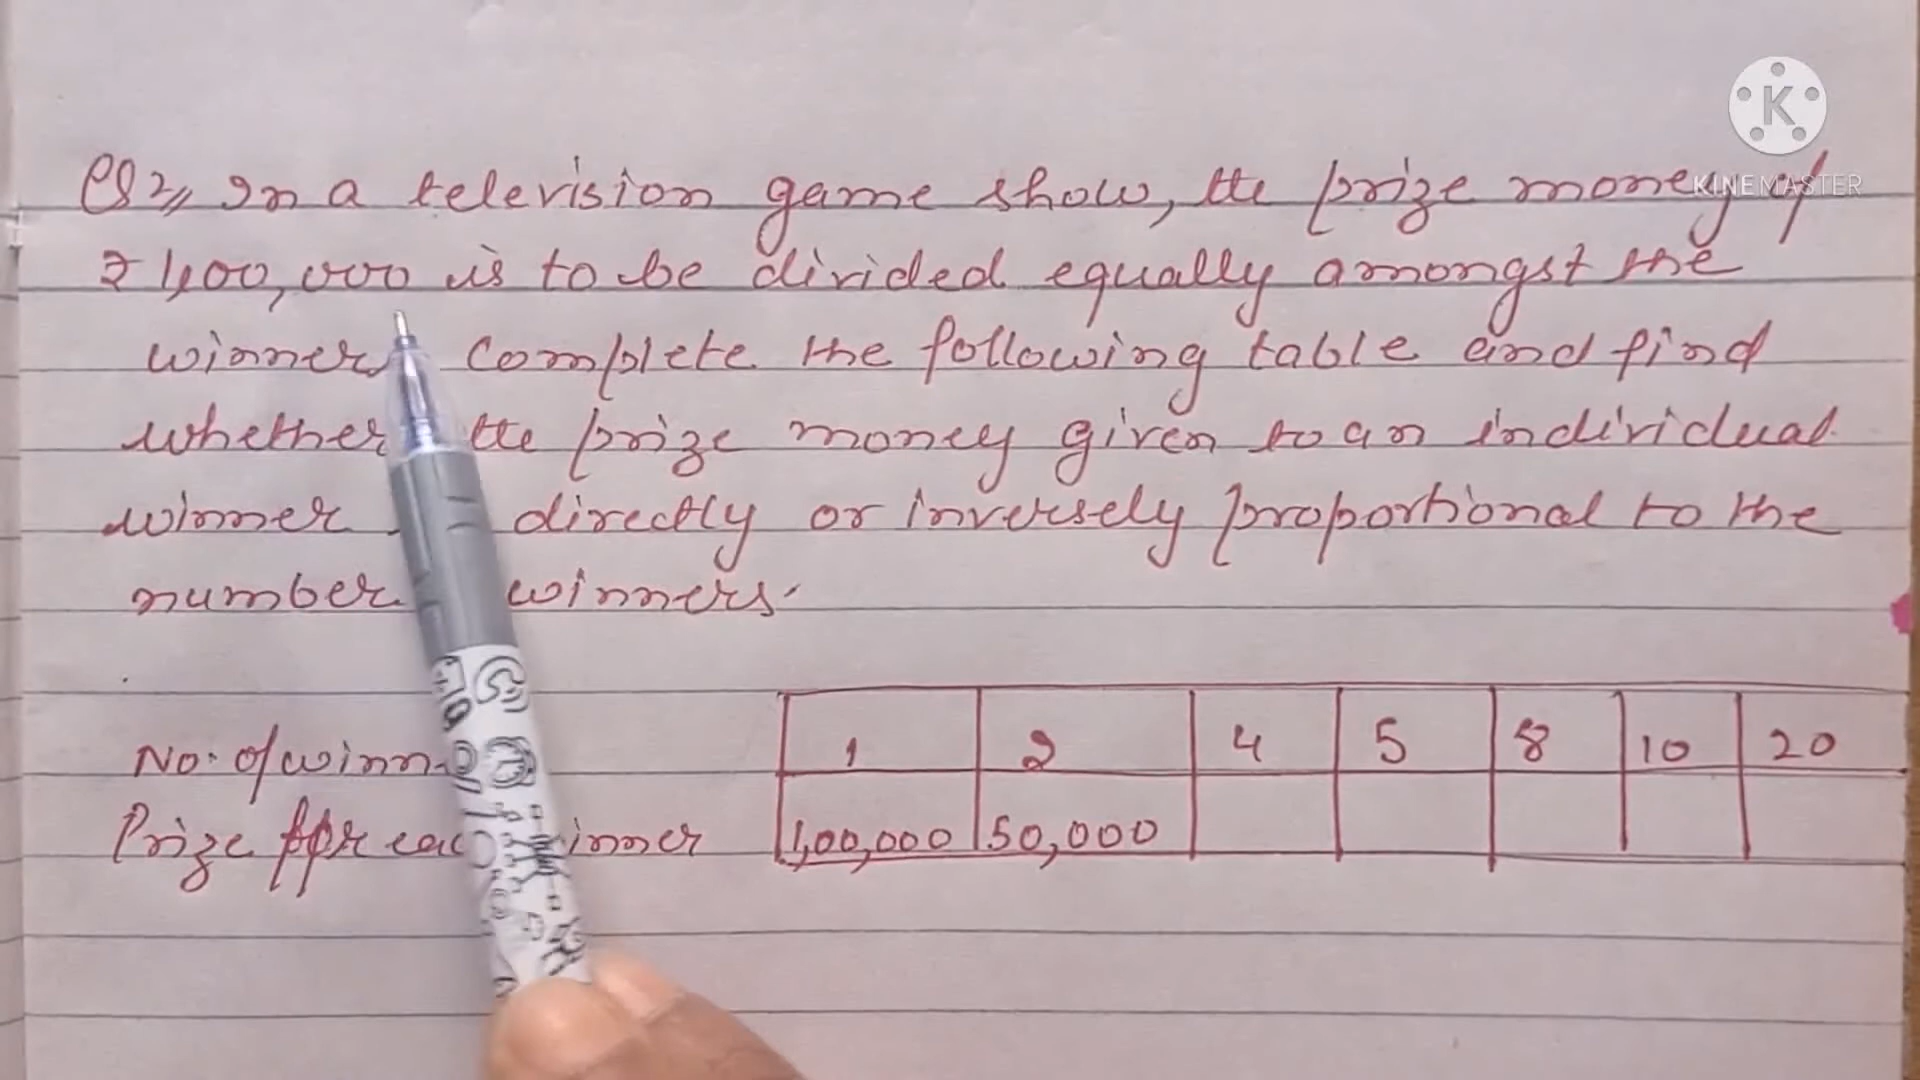 Q2, In a television game show, the prize money of
KINEMASTER
₹ 1,00,000 is to be divided equally amongst the
winner complete the following table and find
whether the prize money given to an individual
winner directly or inversely proportional to the
number winners.
No. of winn 1 2 4 5 8 10 20
Prize for eac inner 1,00,000 50,000